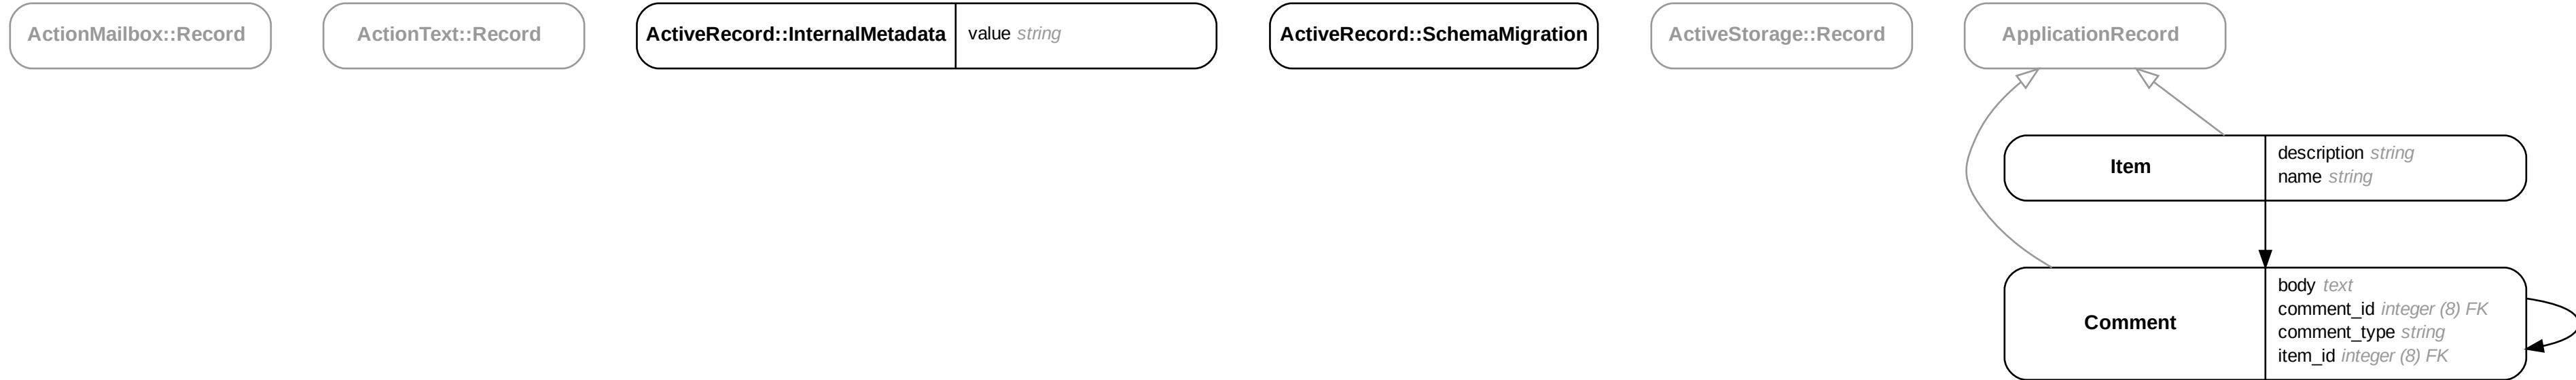 ActionMailbox::Record
ActionText::Record
ActiveRecord::InternalMetadata
value string
ActiveRecord::SchemaMigration
ActiveStorage::Record
ApplicationRecord
Item
description string
name string
Comment
body text
comment_id integer (8) FK
comment_type string
item_id integer (8) FK